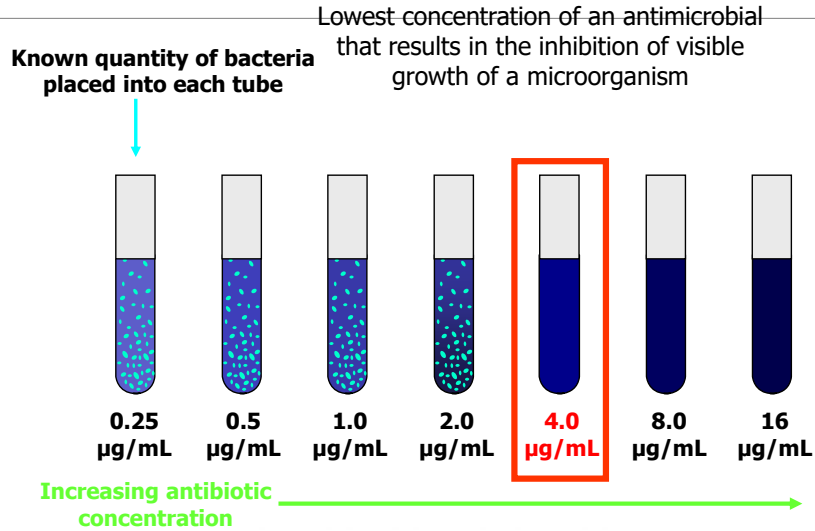 Lowest concentration of an antimicrobial
that results in the inhibition of visible
growth of a microorganism
Known quantity of bacteria
placed into each tube
0.25
µg/mL
0.5
µg/mL
1.0
µg/mL
2.0
µg/mL
4.0
µg/mL
8.0
µg/mL
16
µg/mL
Increasing antibiotic
concentration